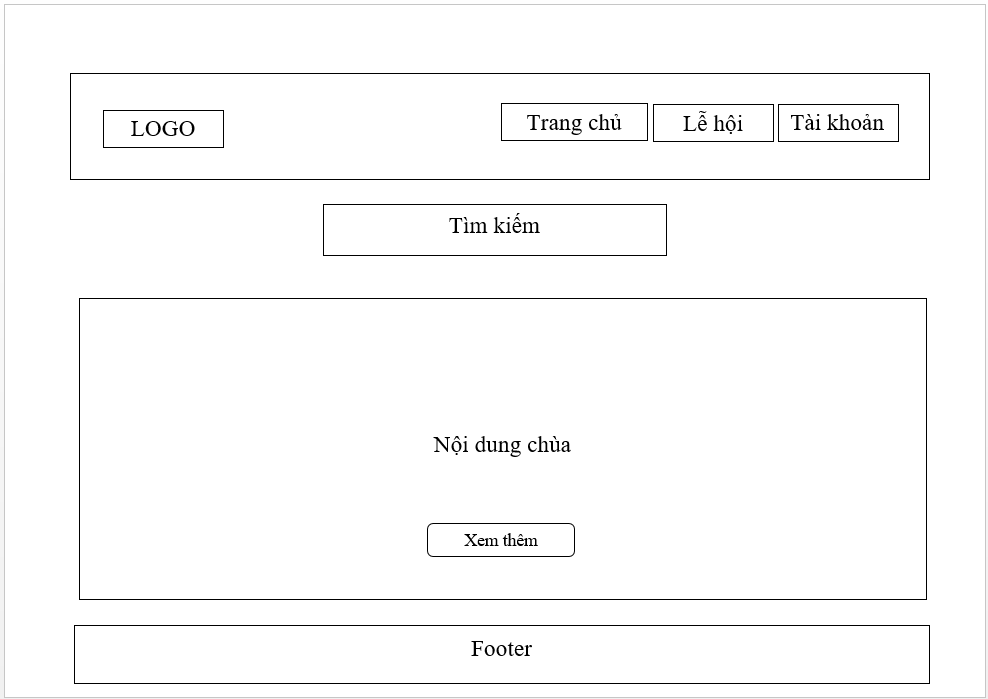 LOGO
Trang chủ
Lễ hội
Tài khoản
Tìm kiếm
Nội dung chùa
Xem thêm
Footer